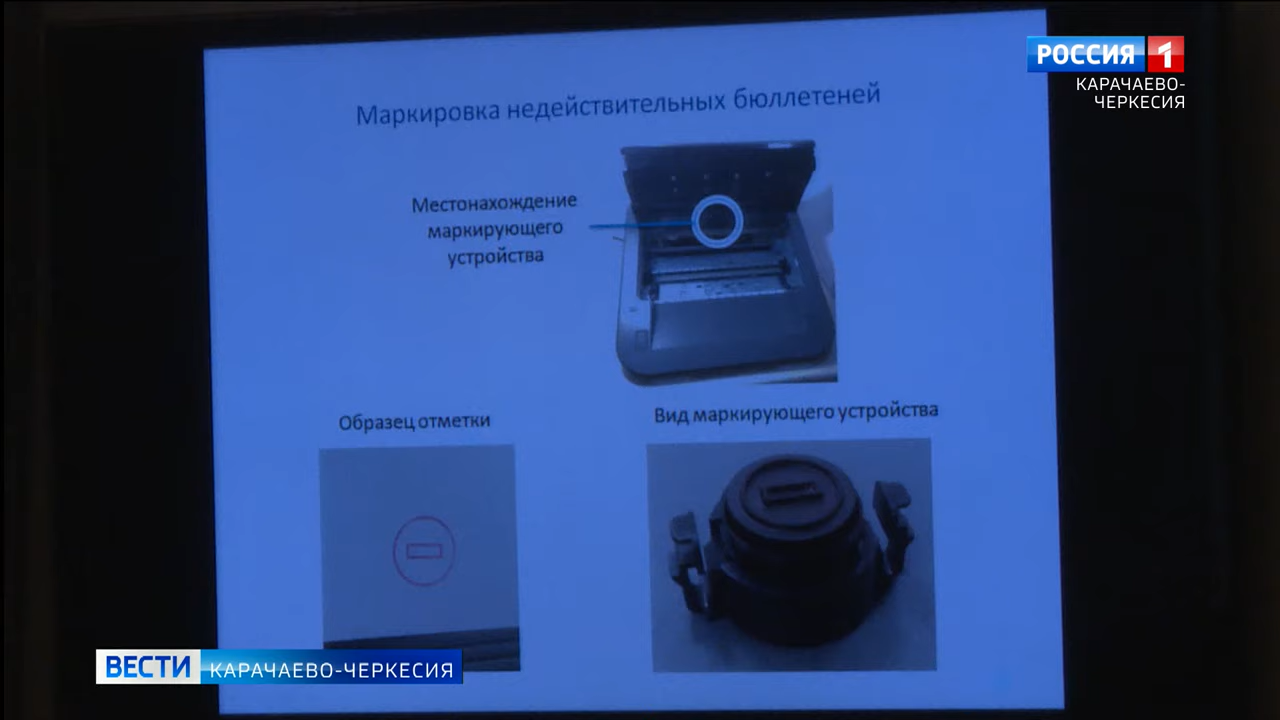 РОССИЯ 1
КАРАЧАЕВО-
ЧЕРКЕСИЯ
Маркировка недействительных бюллетеней
Местонахождение
маркирующего
устройства
Образец отметки
Вид маркирующего устройства
ВЕСТИ КАРАЧАЕВО-ЧЕРКЕСИЯ